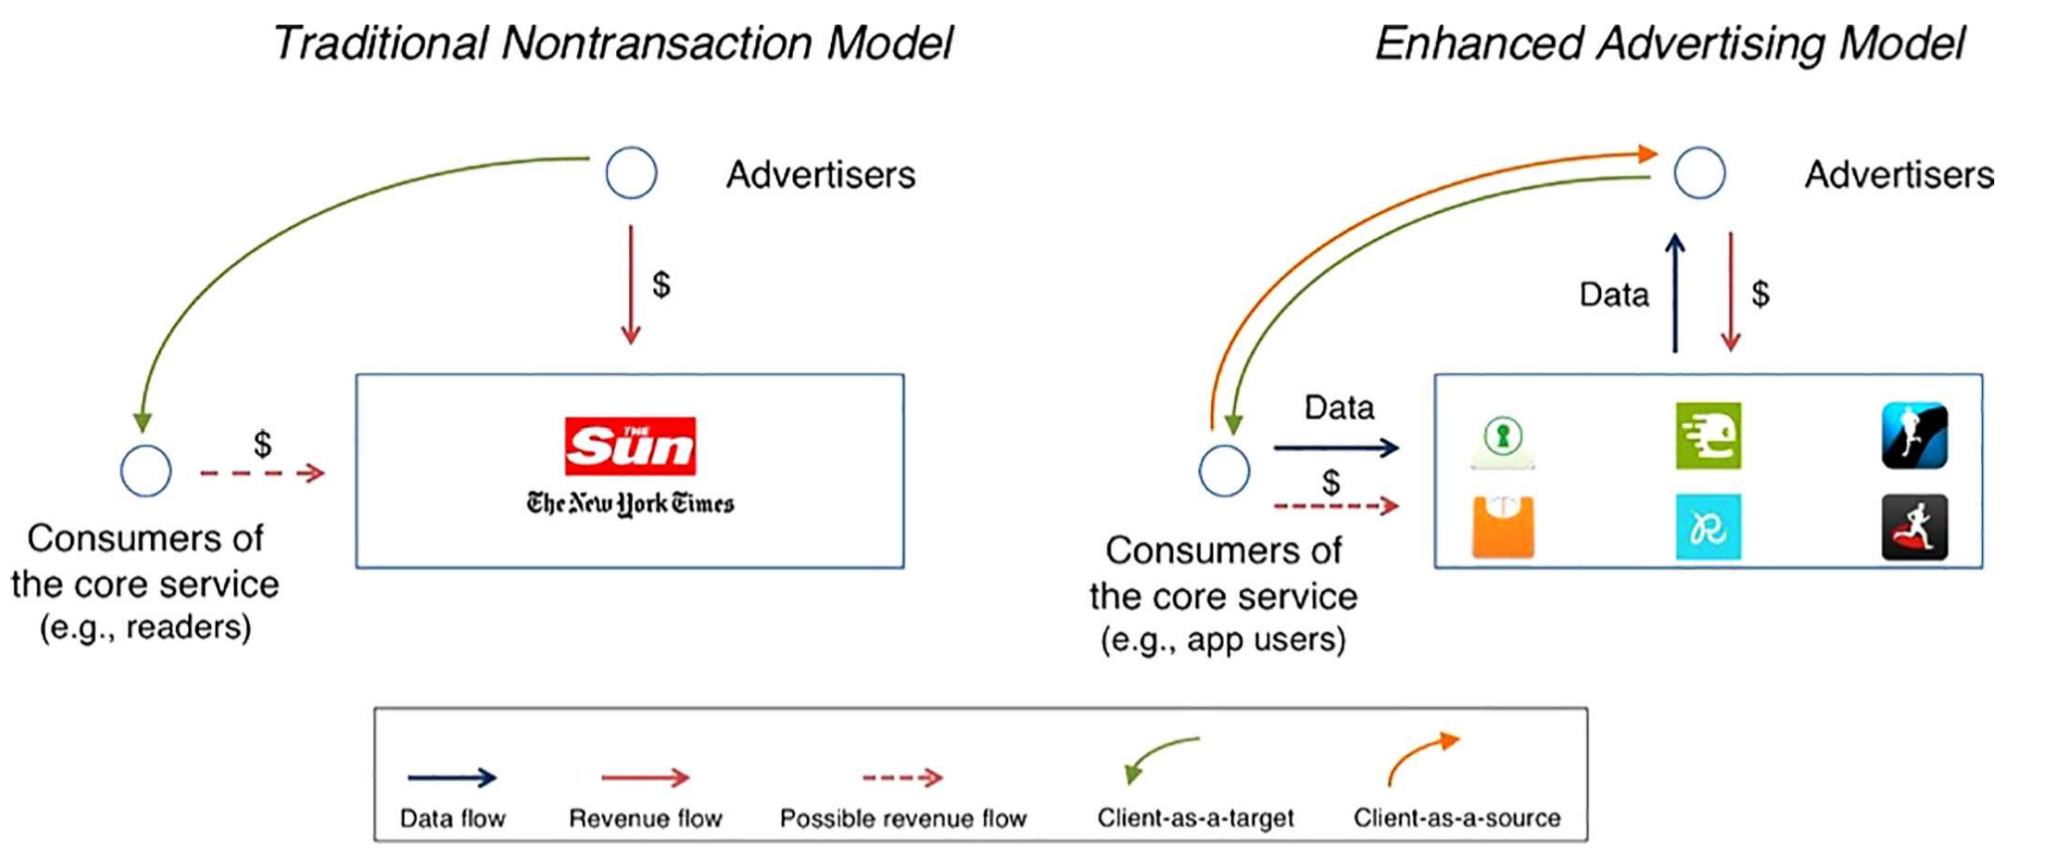 Traditional Nontransaction Model
Advertisers
$
$
THE
Sun
The New York Times
Consumers of
the core service
(e.g., readers)
Enhanced Advertising Model
Advertisers
Data
$
Data
$
R
Consumers of
the core service
(e.g., app users)
Data flow
Revenue flow
Possible revenue flow
Client-as-a-target
Client-as-a-source